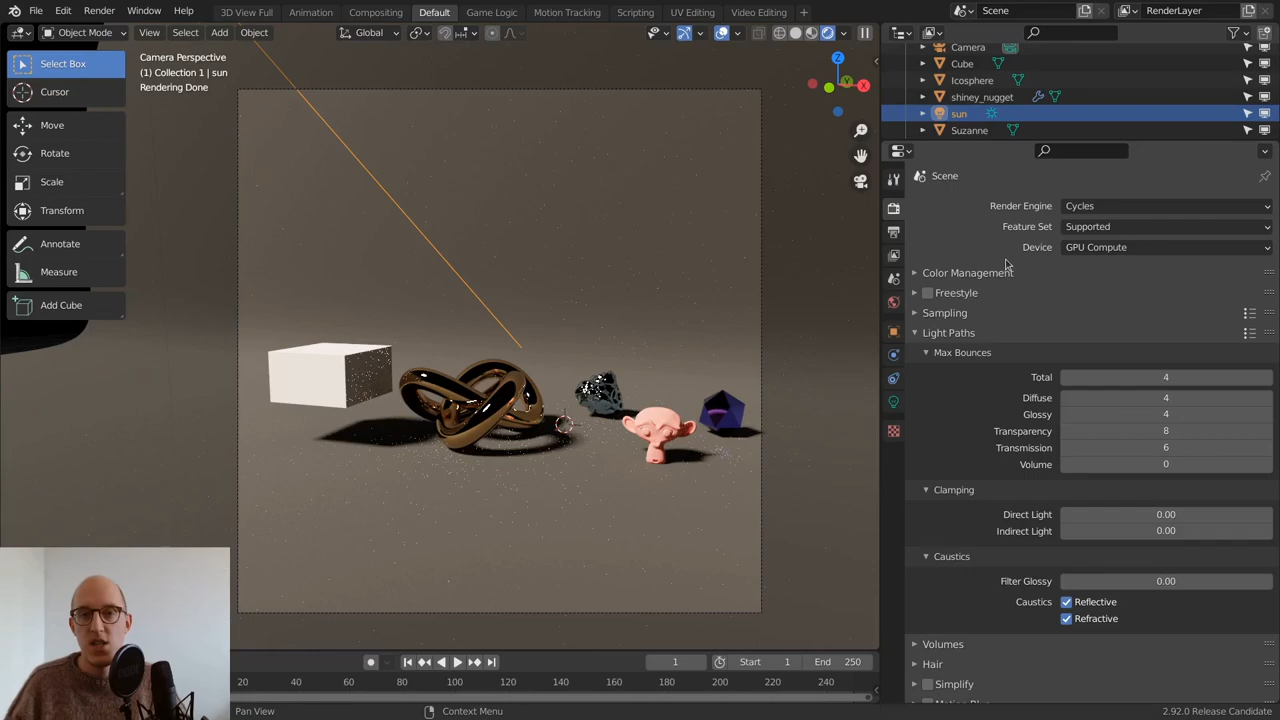 File Edit Render Window Help 3D View Full Animation Compositing Default Game Logic Motion Tracking Scripting UV Editing Video Editing + Scene RenderLayer
Object Mode View Select Add Object Global
Select Box
Cursor
Move
Rotate
Scale
Transform
Annotate
Measure
Add Cube
Camera Perspective
(1) Collection 1 | sun
Rendering Done
Z
Y
X
Camera
Cube
Icosphere
shiney_nugget
sun
Suzanne
Scene
Render Engine Cycles
Feature Set Supported
Device GPU Compute
Color Management
Freestyle
Sampling
Light Paths
Max Bounces
Total 4
Diffuse 4
Glossy 4
Transparency 8
Transmission 6
Volume 0
Clamping
Direct Light 0.00
Indirect Light 0.00
Caustics
Filter Glossy 0.00
Caustics Reflective
Refractive
Volumes
Hair
Simplify
1 Start 1 End 250
20 40 60 80 100 120 140 160 180 200 220 240
Pan View Context Menu 2.92.0 Release Candidate